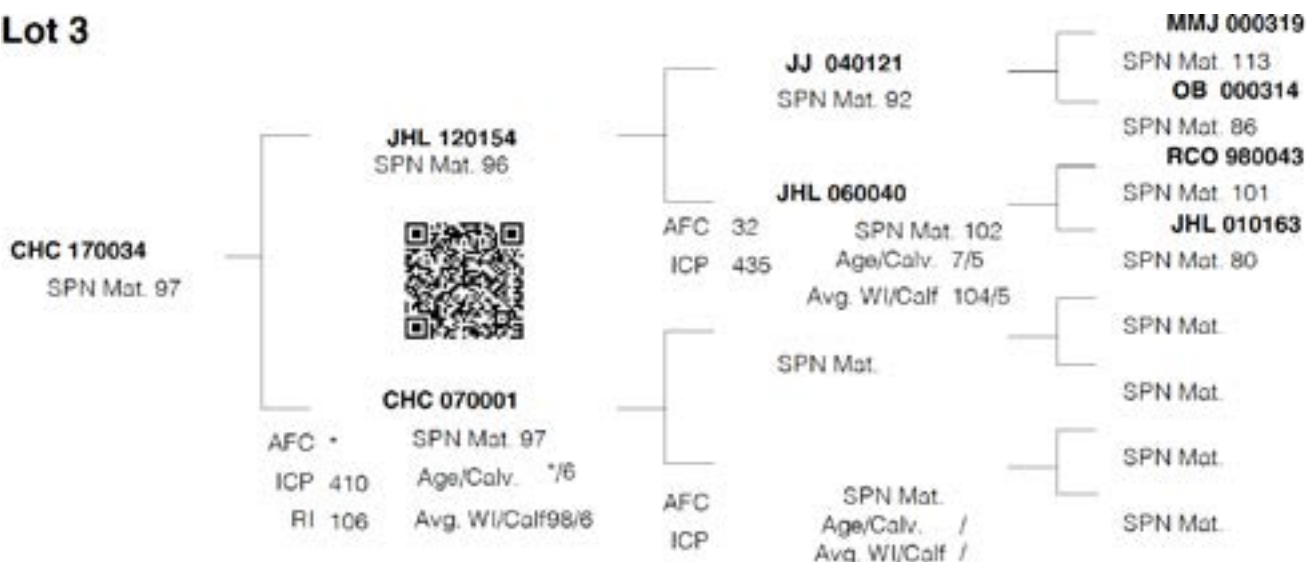 Lot 3
MMJ 000319
SPN Mat. 113
JJ 040121
SPN Mat. 92
OB 000314
SPN Mat. 86
JHL 120154
SPN Mat. 96
RCO 980043
SPN Mat. 101
JHL 060040
JHL 010163
AFC 32 SPN Mat. 102
ICP 435 Age/Calv. 7/5
Avg. WI/Calf 104/5
SPN Mat. 80
CHC 170034
SPN Mat. 97
SPN Mat.
SPN Mat.
SPN Mat.
CHC 070001
AFC * SPN Mat. 97
ICP 410 Age/Calv. */6
RI 106 Avg. WI/Calf98/6
SPN Mat.
AFC SPN Mat.
ICP Age/Calv. /
Avg. WI/Calf /
SPN Mat.